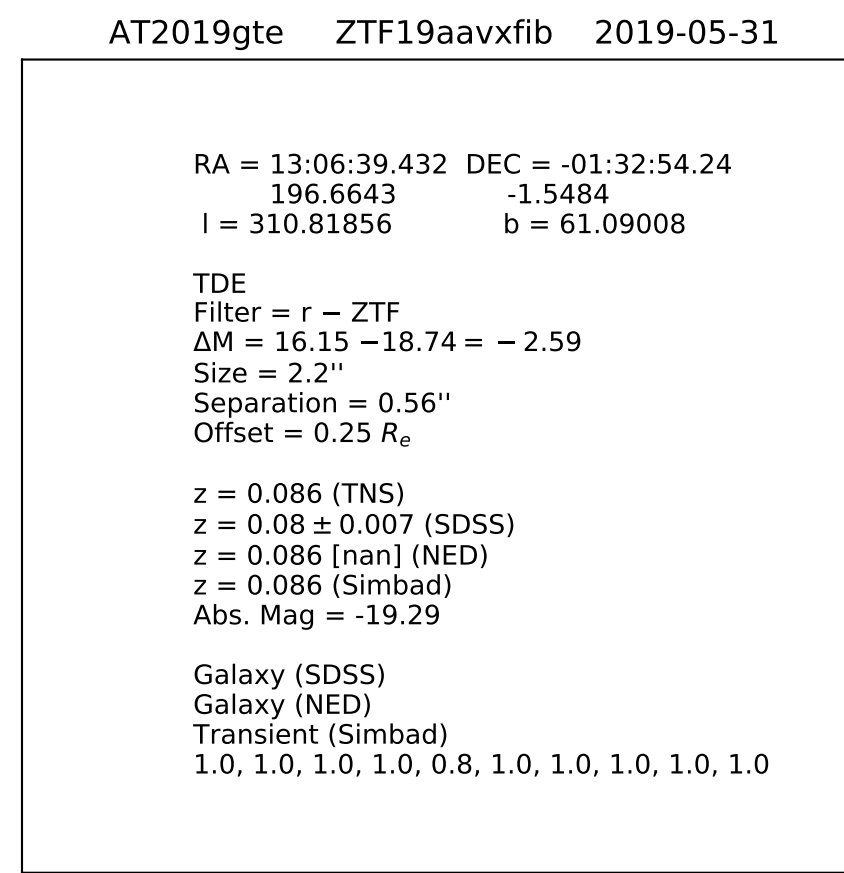 AT2019gte ZTF19aavxfib 2019-05-31
RA = 13:06:39.432 DEC = -01:32:54.24
196.6643 -1.5484
l = 310.81856 b = 61.09008
TDE
Filter = r − ZTF
ΔM = 16.15 −18.74 = − 2.59
Size = 2.2''
Separation = 0.56''
Offset = 0.25 Rₑ
z = 0.086 (TNS)
z = 0.08 ± 0.007 (SDSS)
z = 0.086 [nan] (NED)
z = 0.086 (Simbad)
Abs. Mag = -19.29
Galaxy (SDSS)
Galaxy (NED)
Transient (Simbad)
1.0, 1.0, 1.0, 1.0, 0.8, 1.0, 1.0, 1.0, 1.0, 1.0